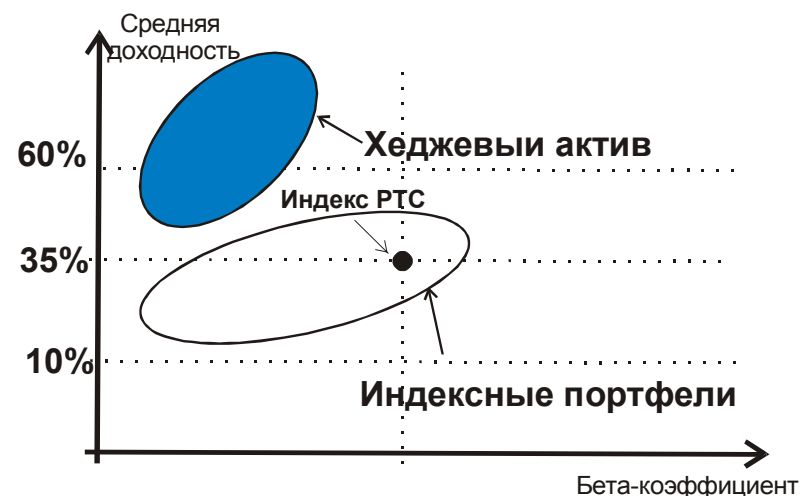 Средняя
доходность
Хеджевыи актив
60%
Индекс РТС
35%
10%
Индексные портфели
Бета-коэффициент